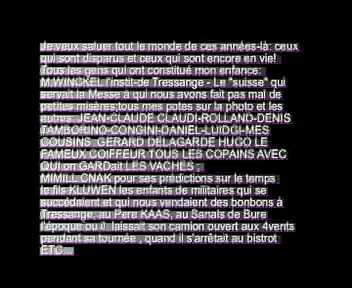 Je veux saluer tout le monde de ces années-là: ceux
qui sont disparus et ceux qui sont encore en vie!
Tous les gens qui ont constitué mon enfance:
M.WINCKEL l'instit-de Tressange - Le "suisse" qui
servait la Messe à qui nous avons fait pas mal de
petites misères;tous mes potes sur la photo et les
autres: JEAN-CLAUDE CLAUDI-ROLLANO-DENIS
TAMBORINO-CONCINI-DANIEL-LUIDGI-MES
COUSINS GERARD DELAGARDE HUGO LE
FAMEUX COIFFEUR TOUS LES COPAINS AVEC
QUI on GARDait LES VACHES ;
MIMILL CNAK pour ses prédictions sur le temps
le fils KLUWEN les enfants de militaires qui se
succédaient et qui nous vendaient des bonbons à
Tressange, au Pere KAAS, au Sanals de Bure
l'époque ou il laissait son camion ouvert aux 4vents
pendant sa tournée , quand il s'arrêtait au bistrot
ETC...